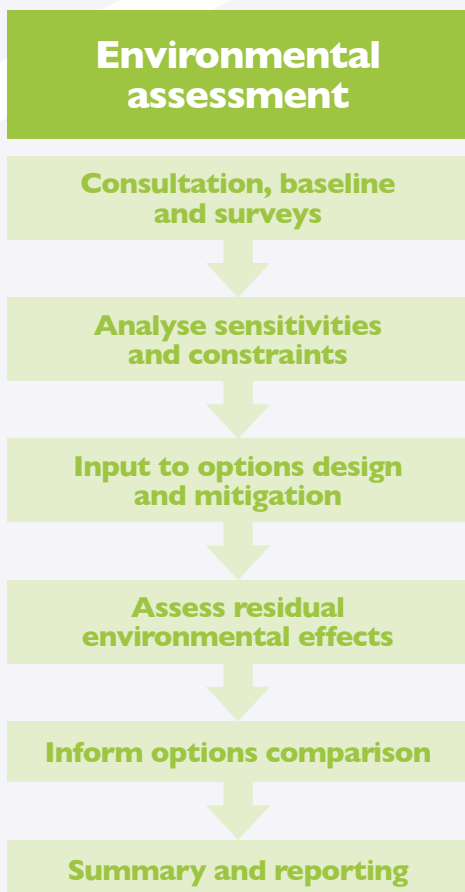 Environmental
assessment
Consultation, baseline
and surveys
Analyse sensitivities
and constraints
Input to options design
and mitigation
Assess residual
environmental effects
Inform options comparison
Summary and reporting